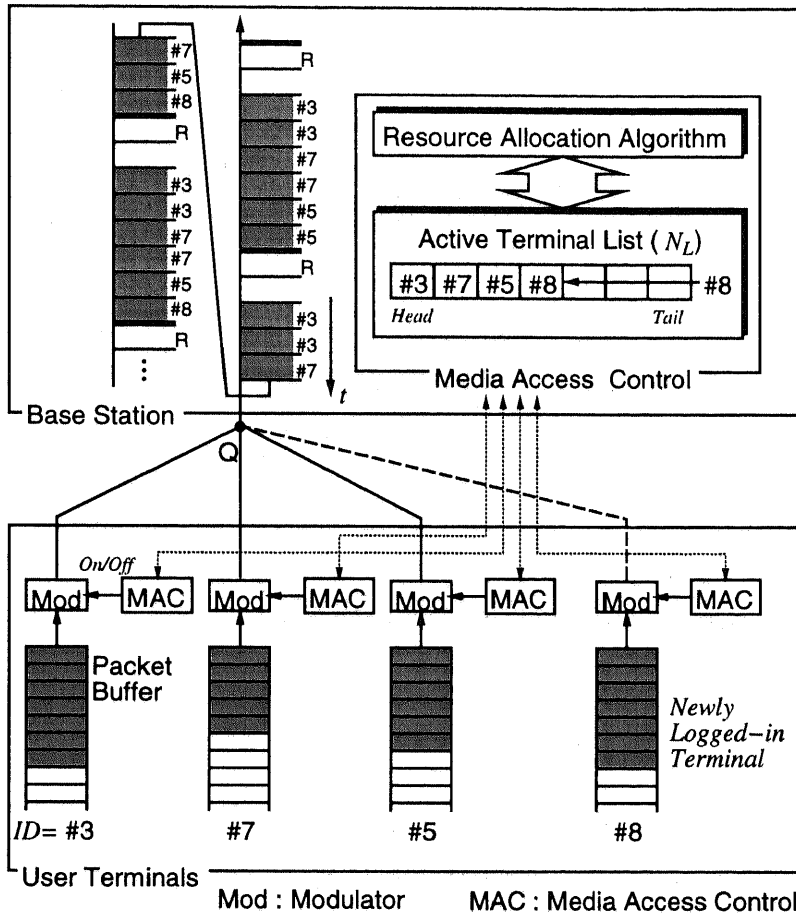 #7
#5
#8
R
#3
#3
#7
#7
#5
#8
R
R
#3
#3
#7
#7
#5
#5
R
#3
#3
#7
t
Resource Allocation Algorithm
Active Terminal List ( N_L )
#3 #7 #5 #8 #8
Head Tail
Media Access Control
Base Station
Q
On/Off
Mod MAC Mod MAC Mod MAC Mod MAC
Packet
Buffer
Newly
Logged-in
Terminal
ID= #3 #7 #5 #8
User Terminals
Mod : Modulator MAC : Media Access Control